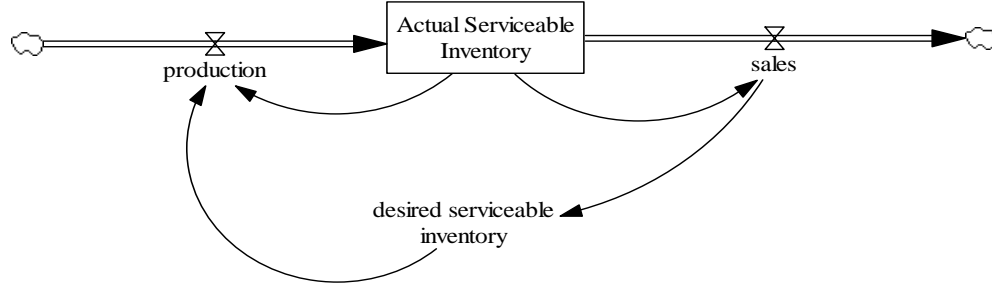 Actual Serviceable
Inventory
production
sales
desired serviceable
inventory